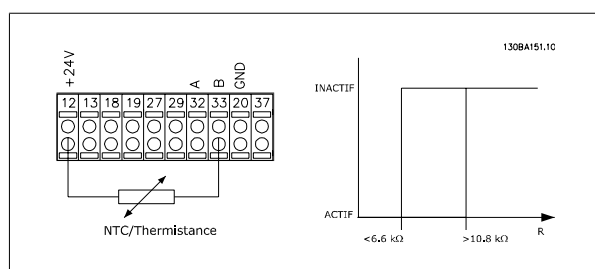 130BA151.10
+24V
A
B
GND
12 13 18 19 27 29 32 33 20 37
NTC/Thermistance
INACTIF
ACTIF
R
<6.6 kΩ
>10.8 kΩ